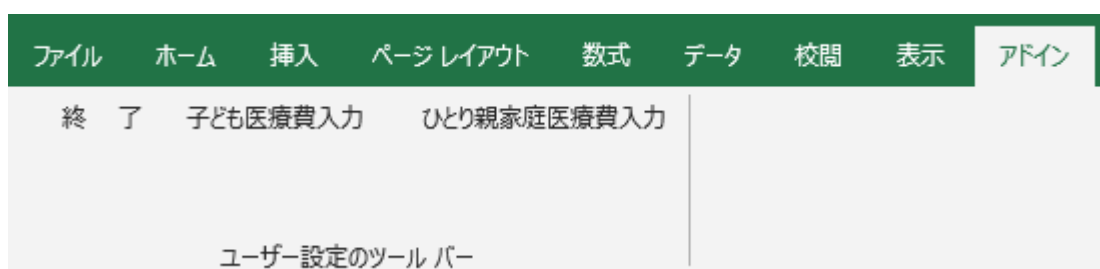 ファイル ホーム 挿入 ページ レイアウト 数式 データ 校閲 表示 アドイン
終 了 子ども医療費入力 ひとり親家庭医療費入力
ユーザー設定のツール バー